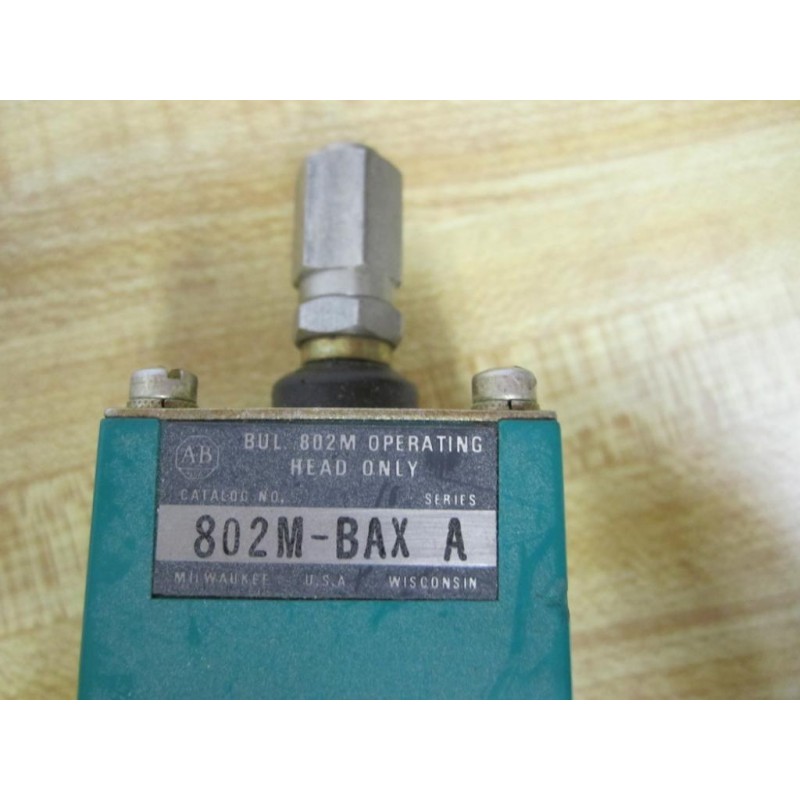 AB
BUL. 802M OPERATING
HEAD ONLY
CATALOG NO. SERIES
802M-BAX A
MILWAUKEE U.S.A. WISCONSIN